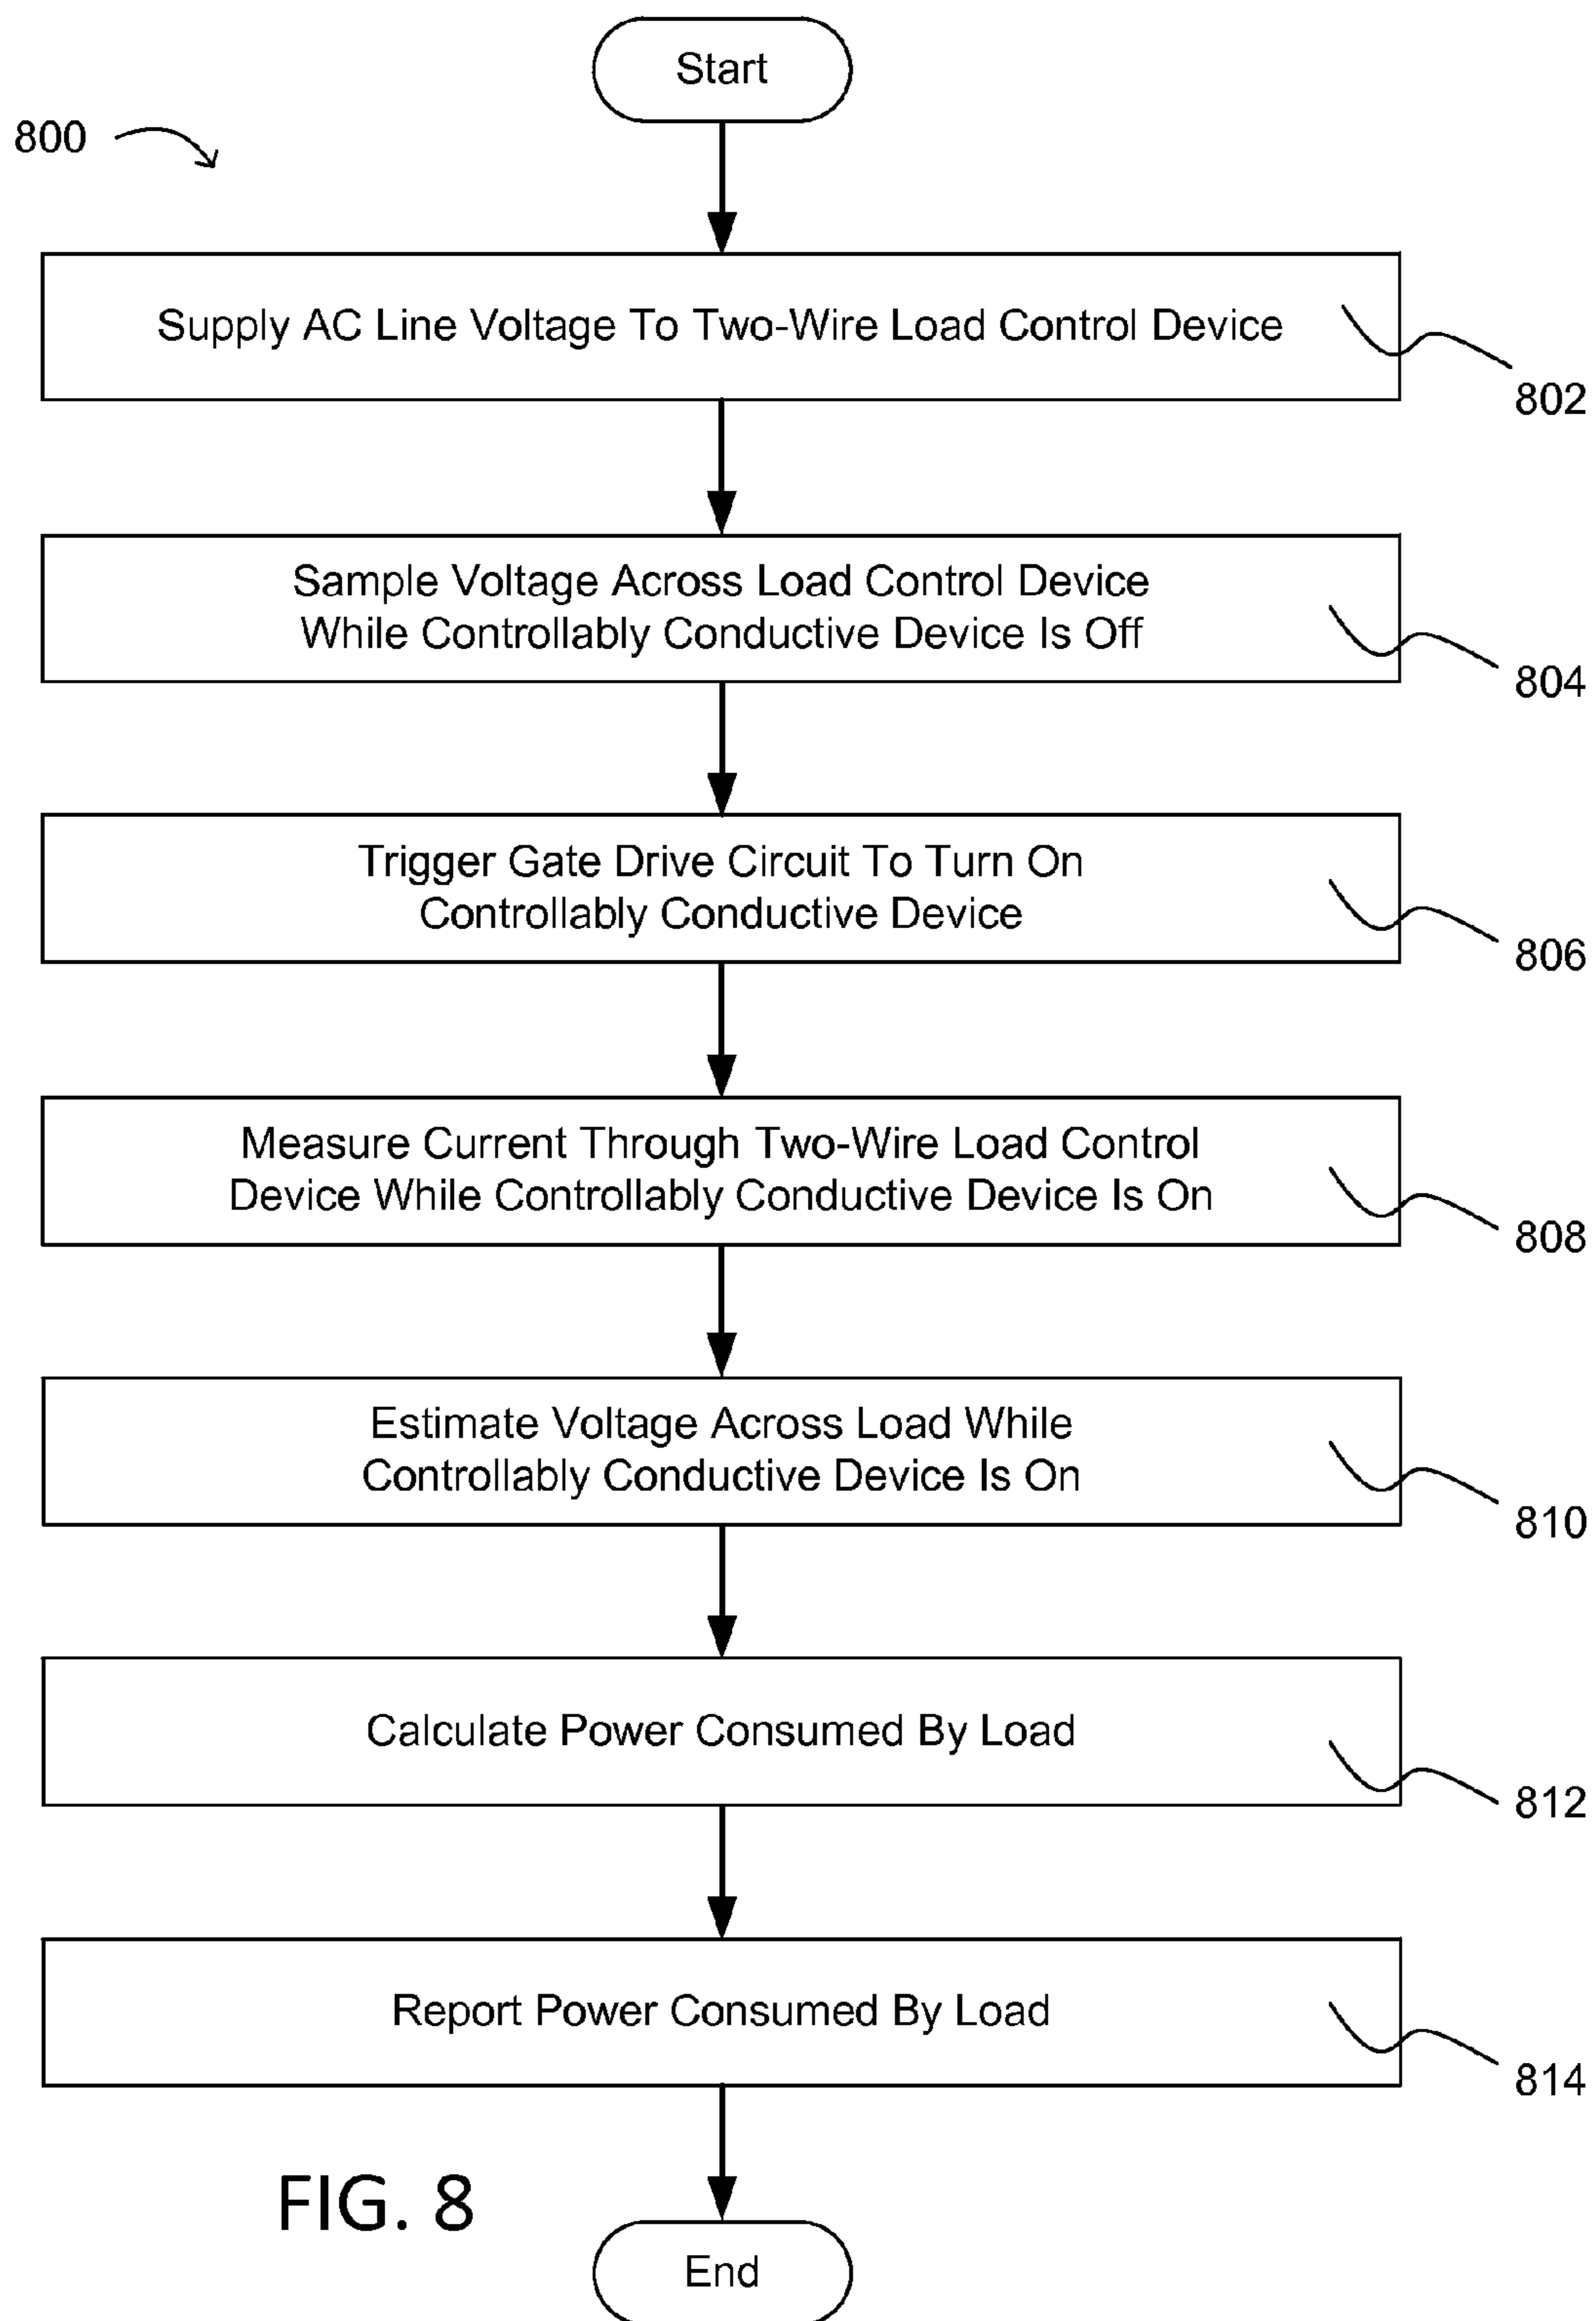 Start
800
Supply AC Line Voltage To Two-Wire Load Control Device
802
Sample Voltage Across Load Control Device
While Controllably Conductive Device Is Off
804
Trigger Gate Drive Circuit To Turn On
Controllably Conductive Device
806
Measure Current Through Two-Wire Load Control
Device While Controllably Conductive Device Is On
808
Estimate Voltage Across Load While
Controllably Conductive Device Is On
810
Calculate Power Consumed By Load
812
Report Power Consumed By Load
814
FIG. 8
End